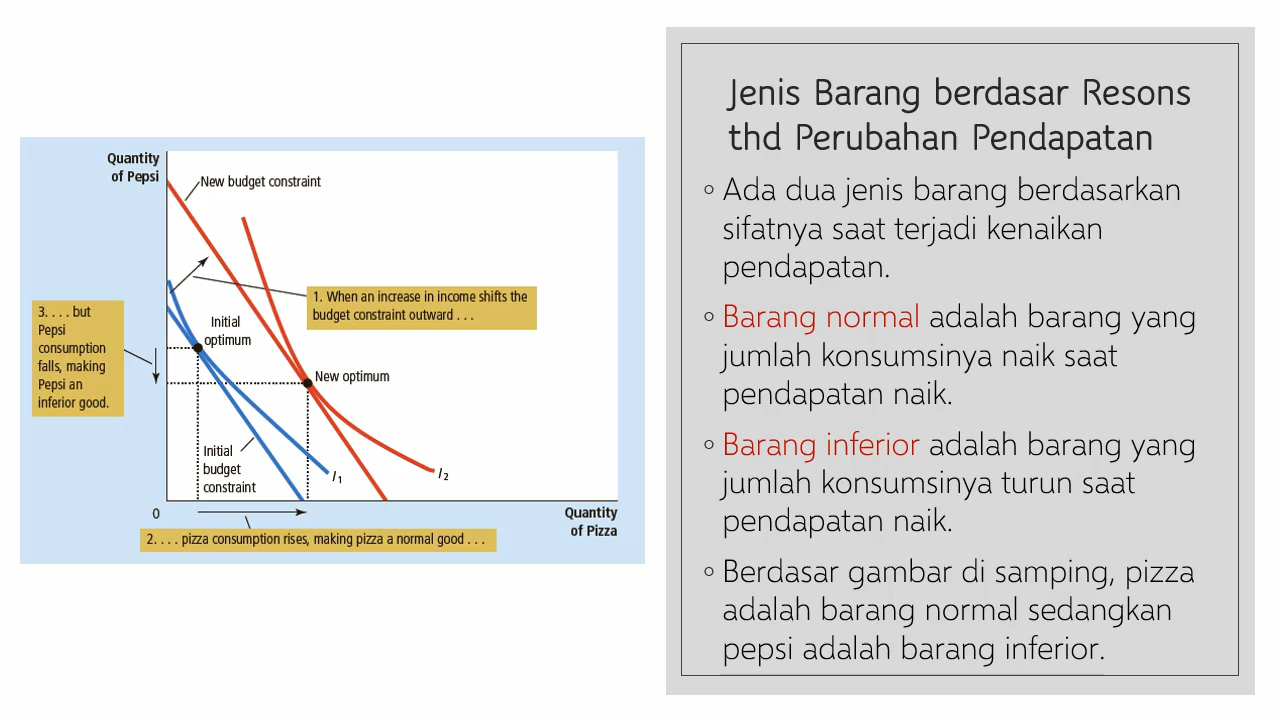 Quantity
of Pepsi
New budget constraint
1. When an increase in income shifts the
budget constraint outward . . .
3. . . . but
Pepsi
consumption
falls, making
Pepsi an
inferior good.
Initial
optimum
New optimum
Initial
budget
constraint
I1
I2
0
Quantity
of Pizza
2. . . . pizza consumption rises, making pizza a normal good . . .
Jenis Barang berdasar Resons
thd Perubahan Pendapatan
◦ Ada dua jenis barang berdasarkan
sifatnya saat terjadi kenaikan
pendapatan.
◦ Barang normal adalah barang yang
jumlah konsumsinya naik saat
pendapatan naik.
◦ Barang inferior adalah barang yang
jumlah konsumsinya turun saat
pendapatan naik.
◦ Berdasar gambar di samping, pizza
adalah barang normal sedangkan
pepsi adalah barang inferior.